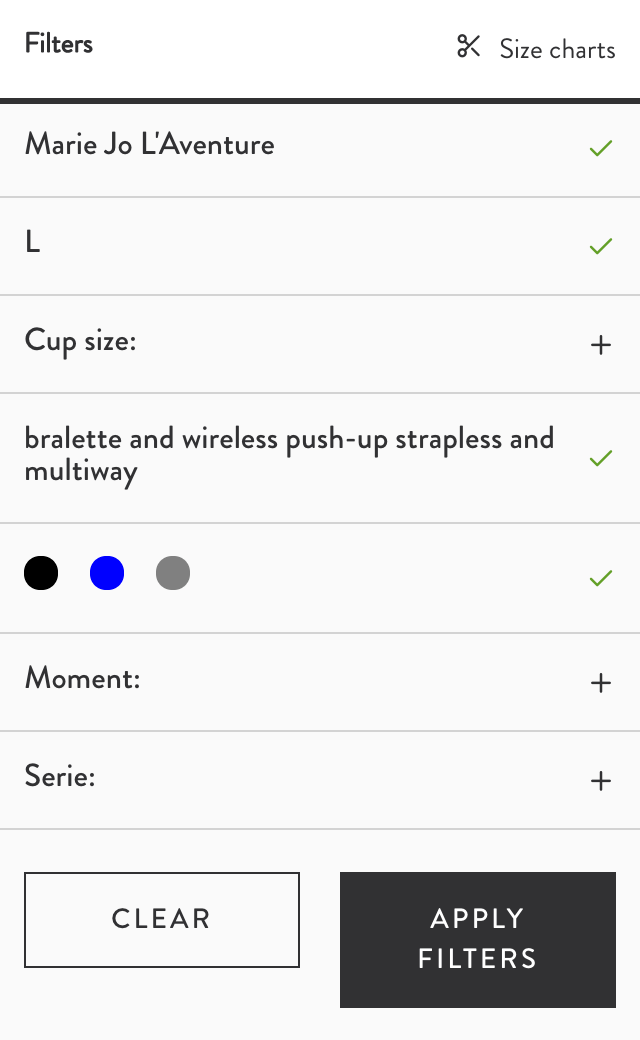 Filters
Size charts
Marie Jo L'Aventure
L
Cup size:
bralette and wireless push-up strapless and
multiway
Moment:
Serie:
CLEAR
APPLY
FILTERS